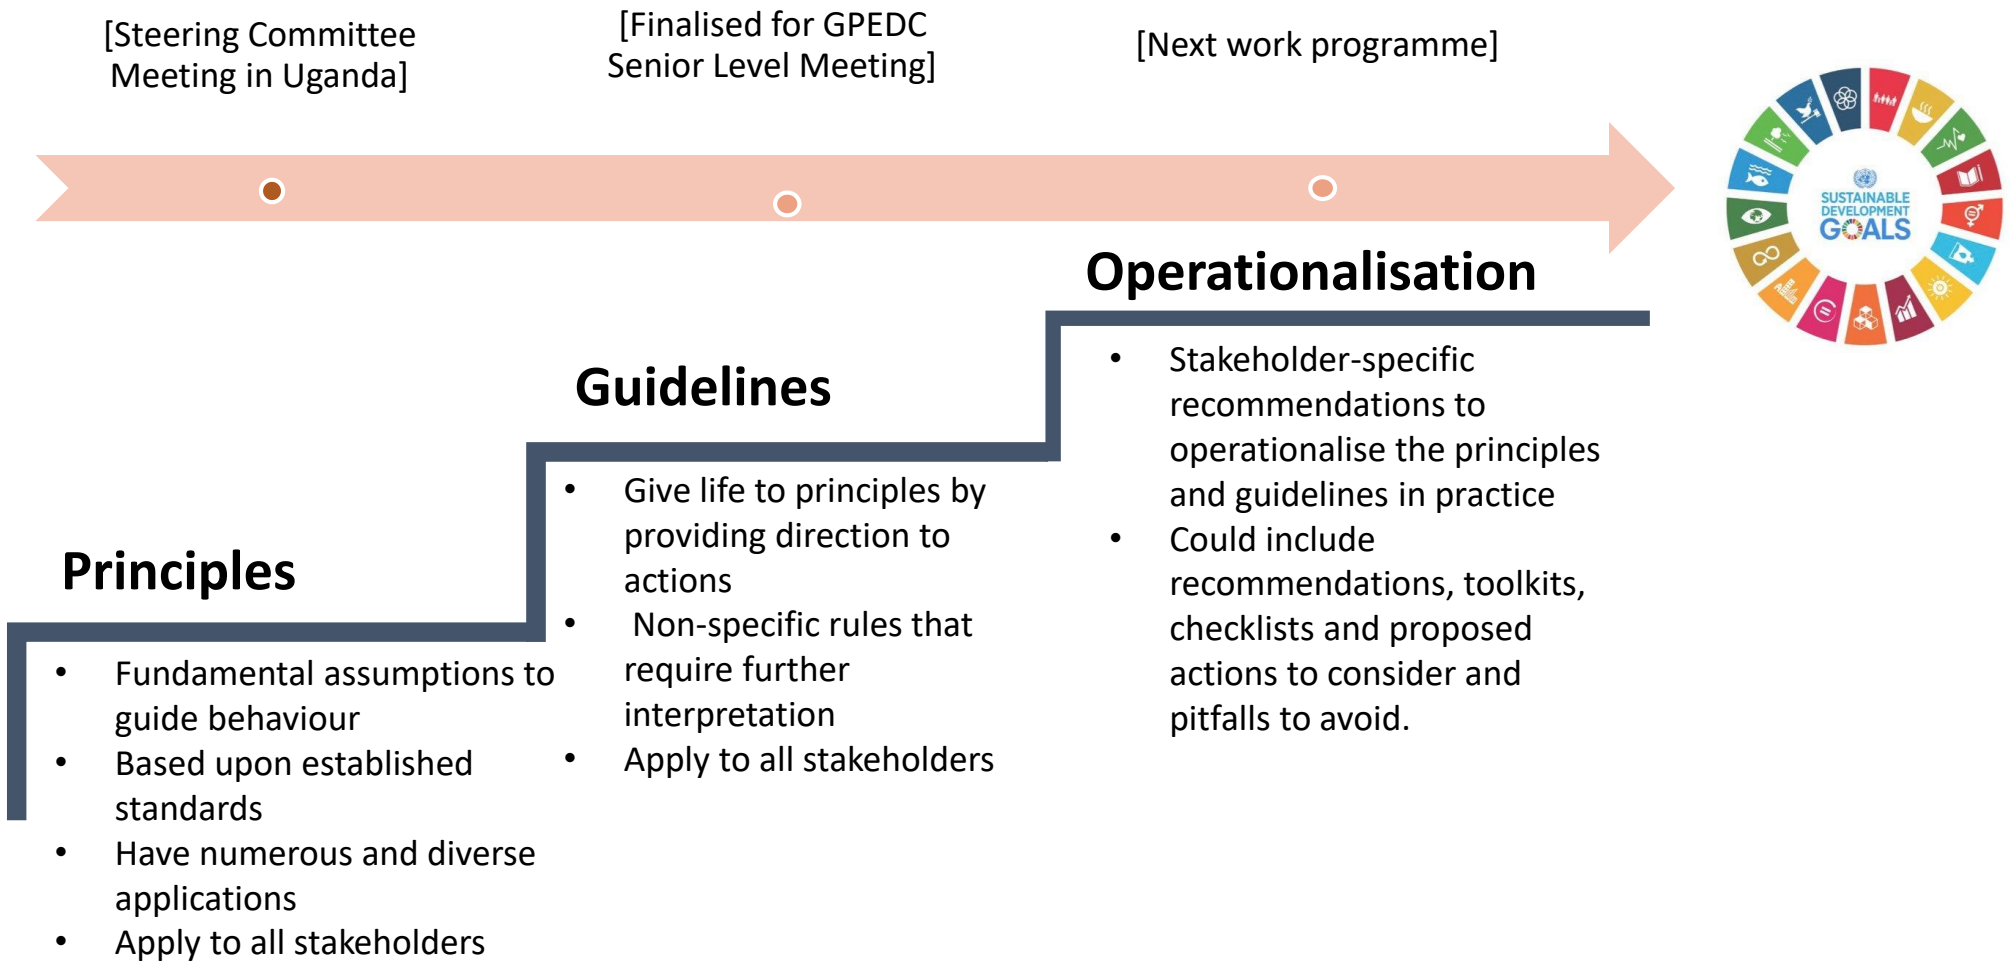 [Steering Committee
Meeting in Uganda]
[Finalised for GPEDC
Senior Level Meeting]
[Next work programme]
SUSTAINABLE
DEVELOPMENT
GOALS
Operationalisation
• Stakeholder-specific
recommendations to
operationalise the principles
and guidelines in practice
• Could include
recommendations, toolkits,
checklists and proposed
actions to consider and
pitfalls to avoid.
Guidelines
• Give life to principles by
providing direction to
actions
• Non-specific rules that
require further
interpretation
• Apply to all stakeholders
Principles
• Fundamental assumptions to
guide behaviour
• Based upon established
standards
• Have numerous and diverse
applications
• Apply to all stakeholders